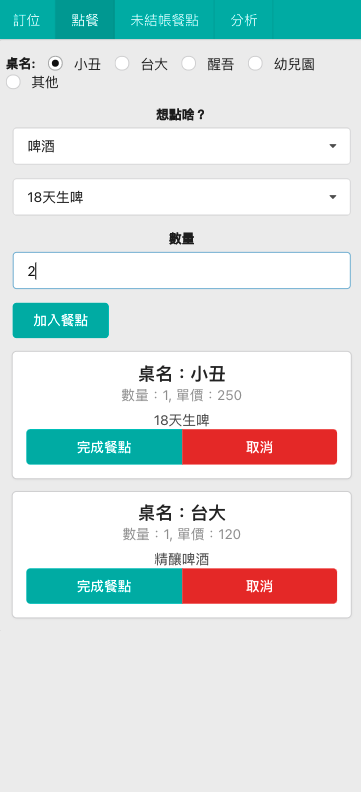 訂位 點餐 未結帳餐點 分析
桌名: 小丑 台大 醒吾 幼兒園
其他
想點啥？
啤酒
18天生啤
數量
2
加入餐點
桌名：小丑
數量：1, 單價：250
18天生啤
完成餐點 取消
桌名：台大
數量：1, 單價：120
精釀啤酒
完成餐點 取消